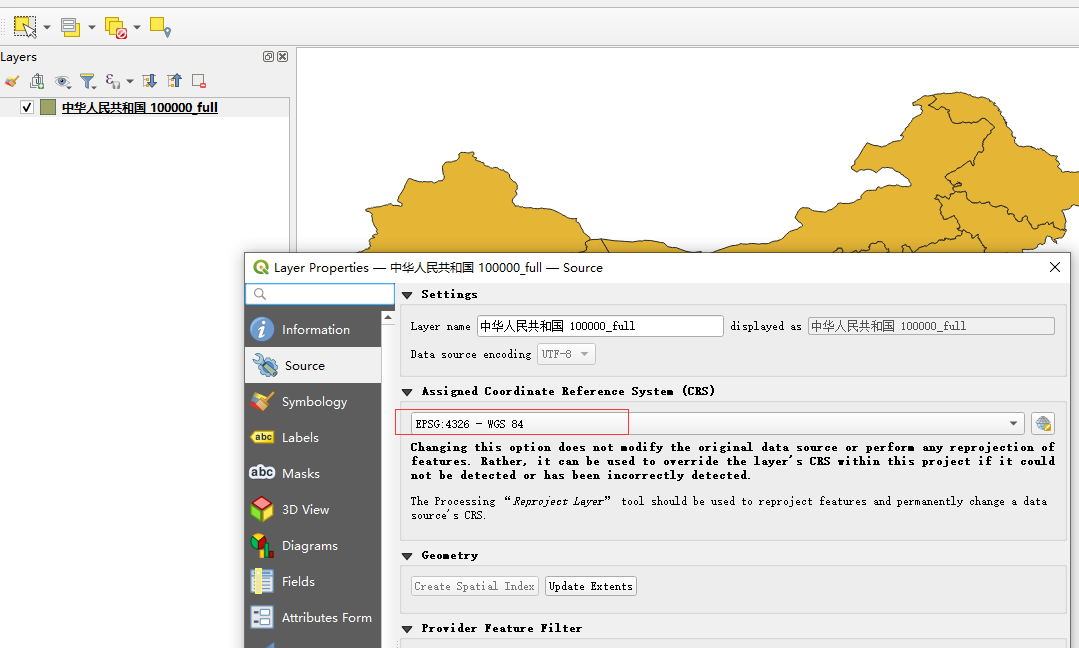 Layers
中华人民共和国 100000_full
Layer Properties — 中华人民共和国 100000_full — Source
Settings
Information
Layer name 中华人民共和国 100000_full displayed as 中华人民共和国 100000_full
Data source encoding UTF-8
Source
Assigned Coordinate Reference System (CRS)
Symbology
EPSG:4326 - WGS 84
abc Labels
Changing this option does not modify the original data source or perform any reprojection of
features. Rather, it can be used to override the layer's CRS within this project if it could
not be detected or has been incorrectly detected.
abc Masks
The Processing “Reproject Layer” tool should be used to reproject features and permanently change a data
source's CRS.
3D View
Diagrams
Geometry
Fields
Create Spatial Index Update Extents
Attributes Form
Provider Feature Filter